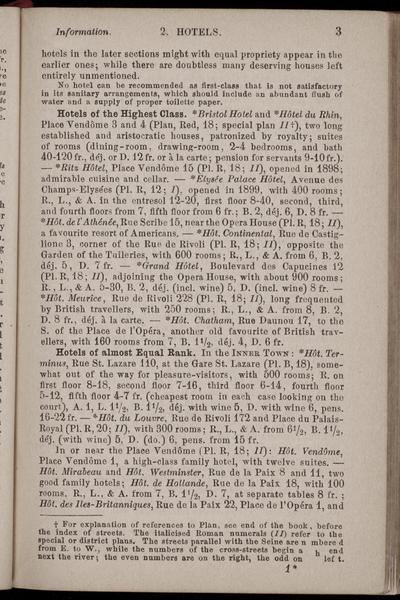 Information. 2. HOTELS. 3
hotels in the later sections might with equal propriety appear in the
earlier ones; while there are doubtless many deserving houses left
entirely unmentioned.
No hotel can be recommended as first-class that is not satisfactory
in its sanitary arrangements, which should include an abundant flush of
water and a supply of proper toilette paper.
Hotels of the Highest Class. *Bristol Hotel and *Hôtel du Rhin,
Place Vendôme 3 and 4 (Plan, Red, 18; special plan II†), two long
established and aristocratic houses, patronized by royalty; suites
of rooms (dining-room, drawing-room, 2-4 bedrooms, and bath
40-120 fr., déj. or D. 12 fr. or à la carte; pension for servants 9-10 fr.).
— *Ritz Hôtel, Place Vendôme 15 (Pl. R, 18; II), opened in 1898;
admirable cuisine and cellar. — *Elysée Palace Hôtel, Avenue des
Champs-Elysées (Pl. R, 12; I), opened in 1899, with 400 rooms;
R., L., & A. in the entresol 12-20, first floor 8-40, second, third,
and fourth floors from 7, fifth floor from 6 fr.; B. 2, déj. 6, D. 8 fr. —
*Hôt. de l'Athénée, Rue Scribe 15, near the Opera House (Pl. R, 18; II),
a favourite resort of Americans. — *Hôt. Continental, Rue de Castig-
lione 3, corner of the Rue de Rivoli (Pl. R, 18; II), opposite the
Garden of the Tuileries, with 600 rooms; R., L., & A. from 6, B. 2,
déj. 5, D. 7 fr. — *Grand Hôtel, Boulevard des Capucines 12
(Pl. R, 18; II), adjoining the Opera House, with about 900 rooms;
R., L., & A. 5-30, B. 2, déj. (incl. wine) 5, D. (incl. wine) 8 fr. —
*Hôt. Meurice, Rue de Rivoli 228 (Pl. R, 18; II), long frequented
by British travellers, with 250 rooms; R., L., & A. from 8, B. 2,
D. 8 fr., déj. à la carte. — *Hôt. Chatham, Rue Daunou 17, to the
S. of the Place de l'Opéra, another old favourite of British trav-
ellers, with 160 rooms from 7, B. 1½, déj. 4, D. 6 fr.
Hotels of almost Equal Rank. In the INNER TOWN: *Hôt. Ter-
minus, Rue St. Lazare 110, at the Gare St. Lazare (Pl. B, 18), some-
what out of the way for pleasure-visitors, with 500 rooms; R. on
first floor 8-18, second floor 7-16, third floor 6-14, fourth floor
5-12, fifth floor 4-7 fr. (cheapest room in each case looking on the
court), A. 1, L. 1½, B. 1½, déj. with wine 5, D. with wine 6, pens.
16-22 fr. — *Hôt. du Louvre, Rue de Rivoli 172 and Place du Palais-
Royal (Pl. R, 20; II), with 300 rooms; R., L., & A. from 6½, B. 1½,
déj. (with wine) 5, D. (do.) 6, pens. from 15 fr.
In or near the Place Vendôme (Pl. R, 18; II): Hôt. Vendôme,
Place Vendôme 1, a high-class family hotel, with twelve suites. —
Hôt. Mirabeau and Hôt. Westminster, Rue de la Paix 8 and 11, two
good family hotels; Hôt. de Hollande, Rue de la Paix 18, with 100
rooms, R., L., & A. from 7, B. 1½, D. 7, at separate tables 8 fr.;
Hôt. des Iles-Britanniques, Rue de la Paix 22, Place de l'Opéra 1, and
† For explanation of references to Plan, see end of the book, before
the index of streets. The italicised Roman numerals (II) refer to the
special or district plans. The streets parallel with the Seine are n mbere d
from E. to W., while the numbers of the cross-streets begin a h end
next the river; the even numbers are on the right, the odd on lef t.
1*